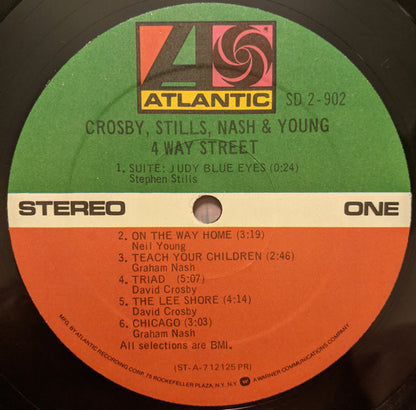 ATLANTIC
SD 2-902
CROSBY, STILLS, NASH & YOUNG
4 WAY STREET
1. SUITE: JUDY BLUE EYES (0:24)
Stephen Stills
STEREO
ONE
2. ON THE WAY HOME (3:19)
Neil Young
3. TEACH YOUR CHILDREN (2:46)
Graham Nash
4. TRIAD (5:07)
David Crosby
5. THE LEE SHORE (4:14)
David Crosby
6. CHICAGO (3:03)
Graham Nash
All selections are BMI.
(ST-A-712125 PR)
MFG. BY ATLANTIC RECORDING CORP. 75 ROCKEFELLER PLAZA, N.Y. N.Y. A WARNER COMMUNICATIONS COMPANY